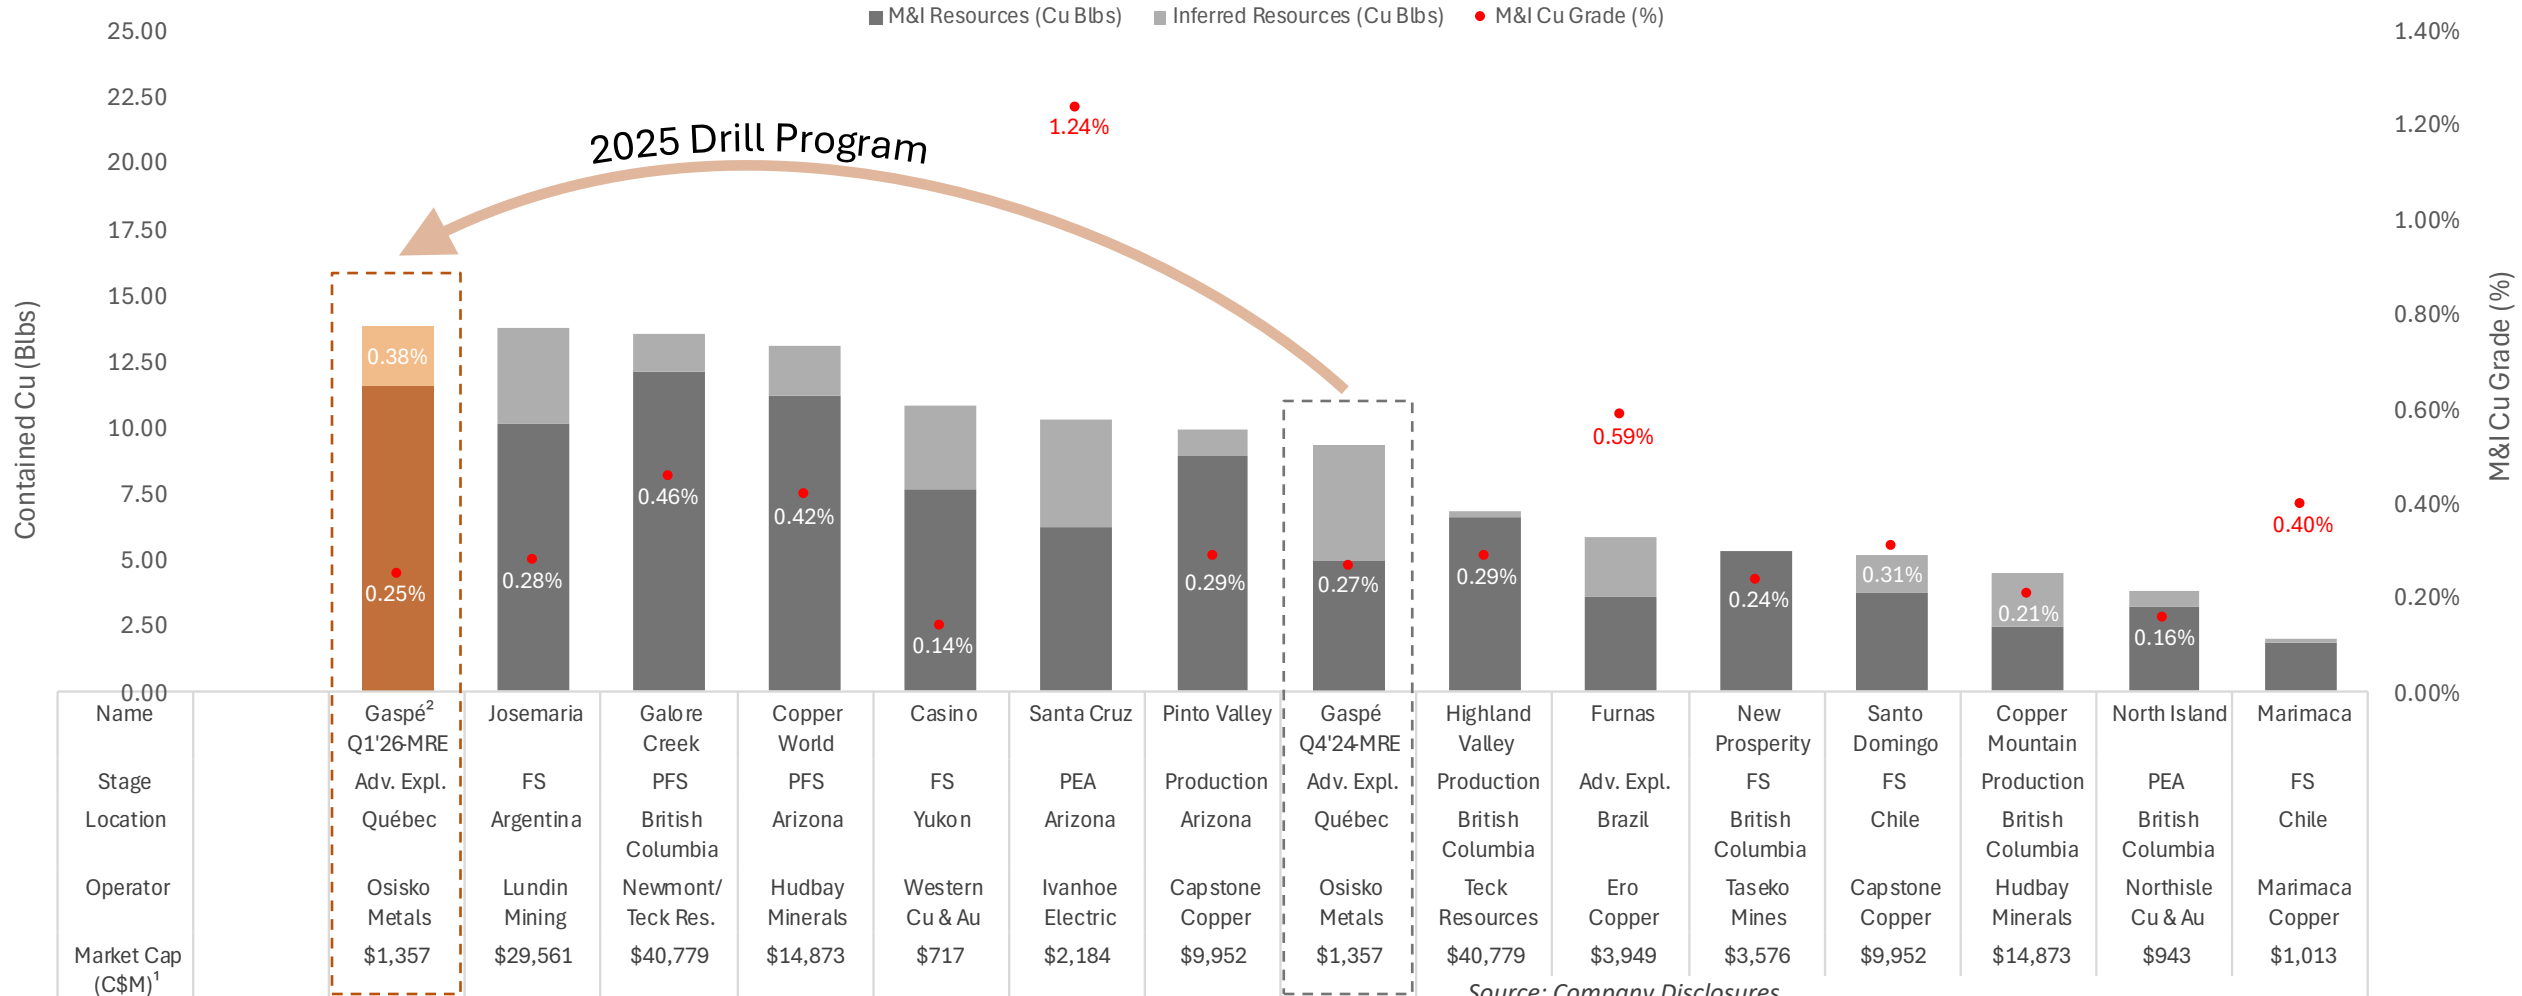 M&I Resources (Cu Blbs) Inferred Resources (Cu Blbs) M&I Cu Grade (%)
25.00 1.40%
22.50
1.24% 1.20%
2025 Drill Program
20.00
17.50 1.00%
15.00 0.80%
Contained Cu (Blbs)
M&I Cu Grade (%)
12.50 0.38%
10.00 0.59% 0.60%
7.50 0.46% 0.42% 0.40% 0.40%
5.00 0.25% 0.28% 0.29% 0.27% 0.29% 0.24% 0.31%
2.50 0.14% 0.21% 0.16% 0.20%
0.00 0.00%
Name Gaspé² Josemaria Galore Copper Casino Santa Cruz Pinto Valley Gaspé Highland Furnas New Santo Copper North Island Marimaca
Q1'26-MRE Creek World Q4'24-MRE Valley Prosperity Domingo Mountain
Stage Adv. Expl. FS PFS PFS FS PEA Production Adv. Expl. Production Adv. Expl. FS FS Production PEA FS
Location Québec Argentina British Arizona Yukon Arizona Arizona Québec British Brazil British Chile British British Chile
Columbia Columbia Columbia Columbia Columbia
Operator Osisko Lundin Newmont/ Hudbay Western Ivanhoe Capstone Osisko Teck Ero Taseko Capstone Hudbay Northisle Marimaca
Metals Mining Teck Res. Minerals Cu & Au Electric Copper Metals Resources Copper Mines Copper Minerals Cu & Au Copper
Market Cap $1,357 $29,561 $40,779 $14,873 $717 $2,184 $9,952 $1,357 $40,779 $3,949 $3,576 $9,952 $14,873 $943 $1,013
(C$M)¹
Source: Company Disclosures